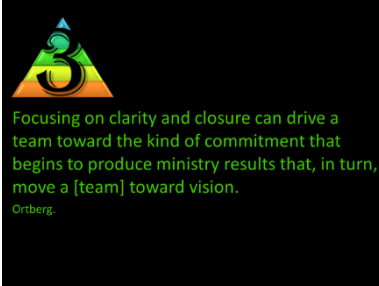 3
Focusing on clarity and closure can drive a
team toward the kind of commitment that
begins to produce ministry results that, in turn,
move a [team] toward vision.
Ortberg.